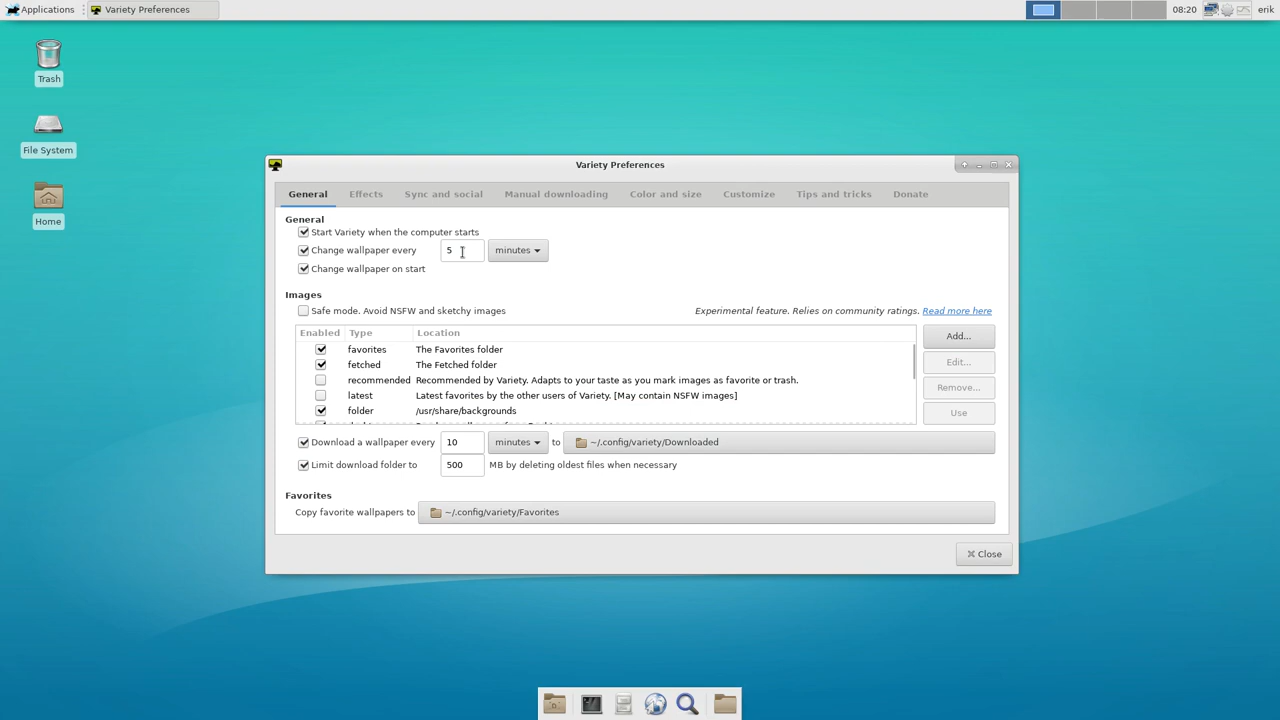 Applications
Variety Preferences
08:20
erik
Trash
File System
Home
Variety Preferences
General
Effects
Sync and social
Manual downloading
Color and size
Customize
Tips and tricks
Donate
General
Start Variety when the computer starts
Change wallpaper every 5 minutes
Change wallpaper on start
Images
Safe mode. Avoid NSFW and sketchy images
Experimental feature. Relies on community ratings. Read more here
Enabled Type Location
favorites The Favorites folder
fetched The Fetched folder
recommended Recommended by Variety. Adapts to your taste as you mark images as favorite or trash.
latest Latest favorites by the other users of Variety. [May contain NSFW images]
folder /usr/share/backgrounds
Add...
Edit...
Remove...
Use
Download a wallpaper every 10 minutes to ~/.config/variety/Downloaded
Limit download folder to 500 MB by deleting oldest files when necessary
Favorites
Copy favorite wallpapers to ~/.config/variety/Favorites
Close